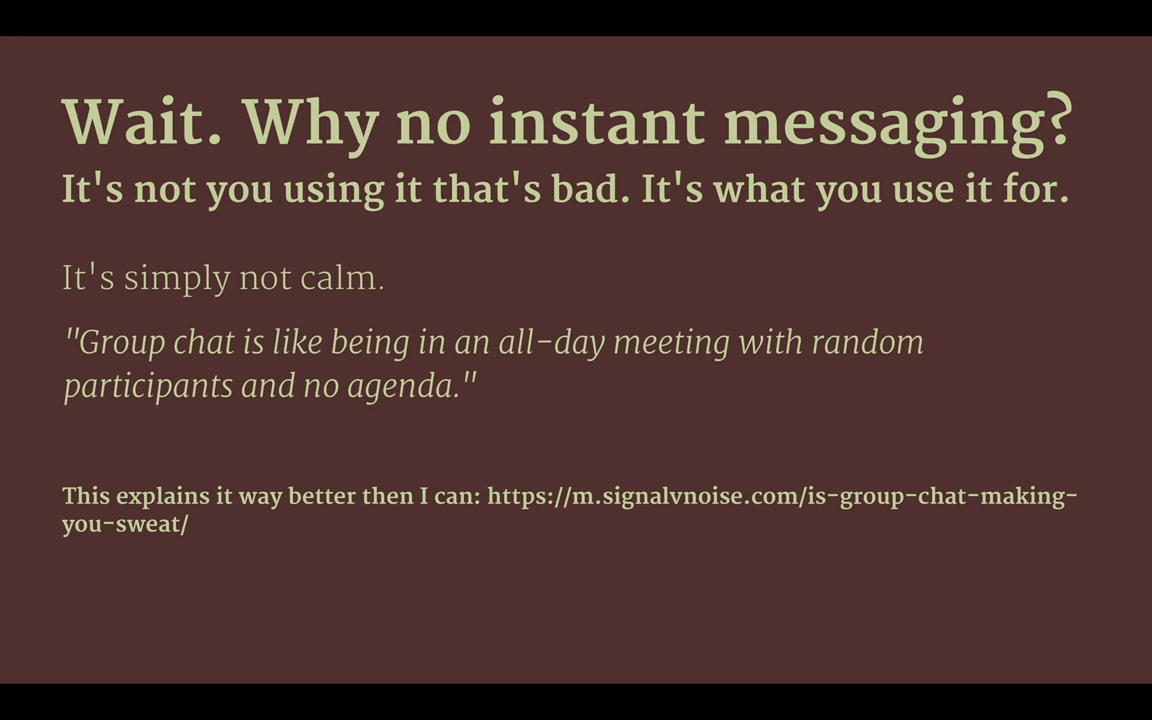 Wait. Why no instant messaging?
It's not you using it that's bad. It's what you use it for.
It's simply not calm.
"Group chat is like being in an all-day meeting with random
participants and no agenda."
This explains it way better then I can: https://m.signalvnoise.com/is-group-chat-making-
you-sweat/